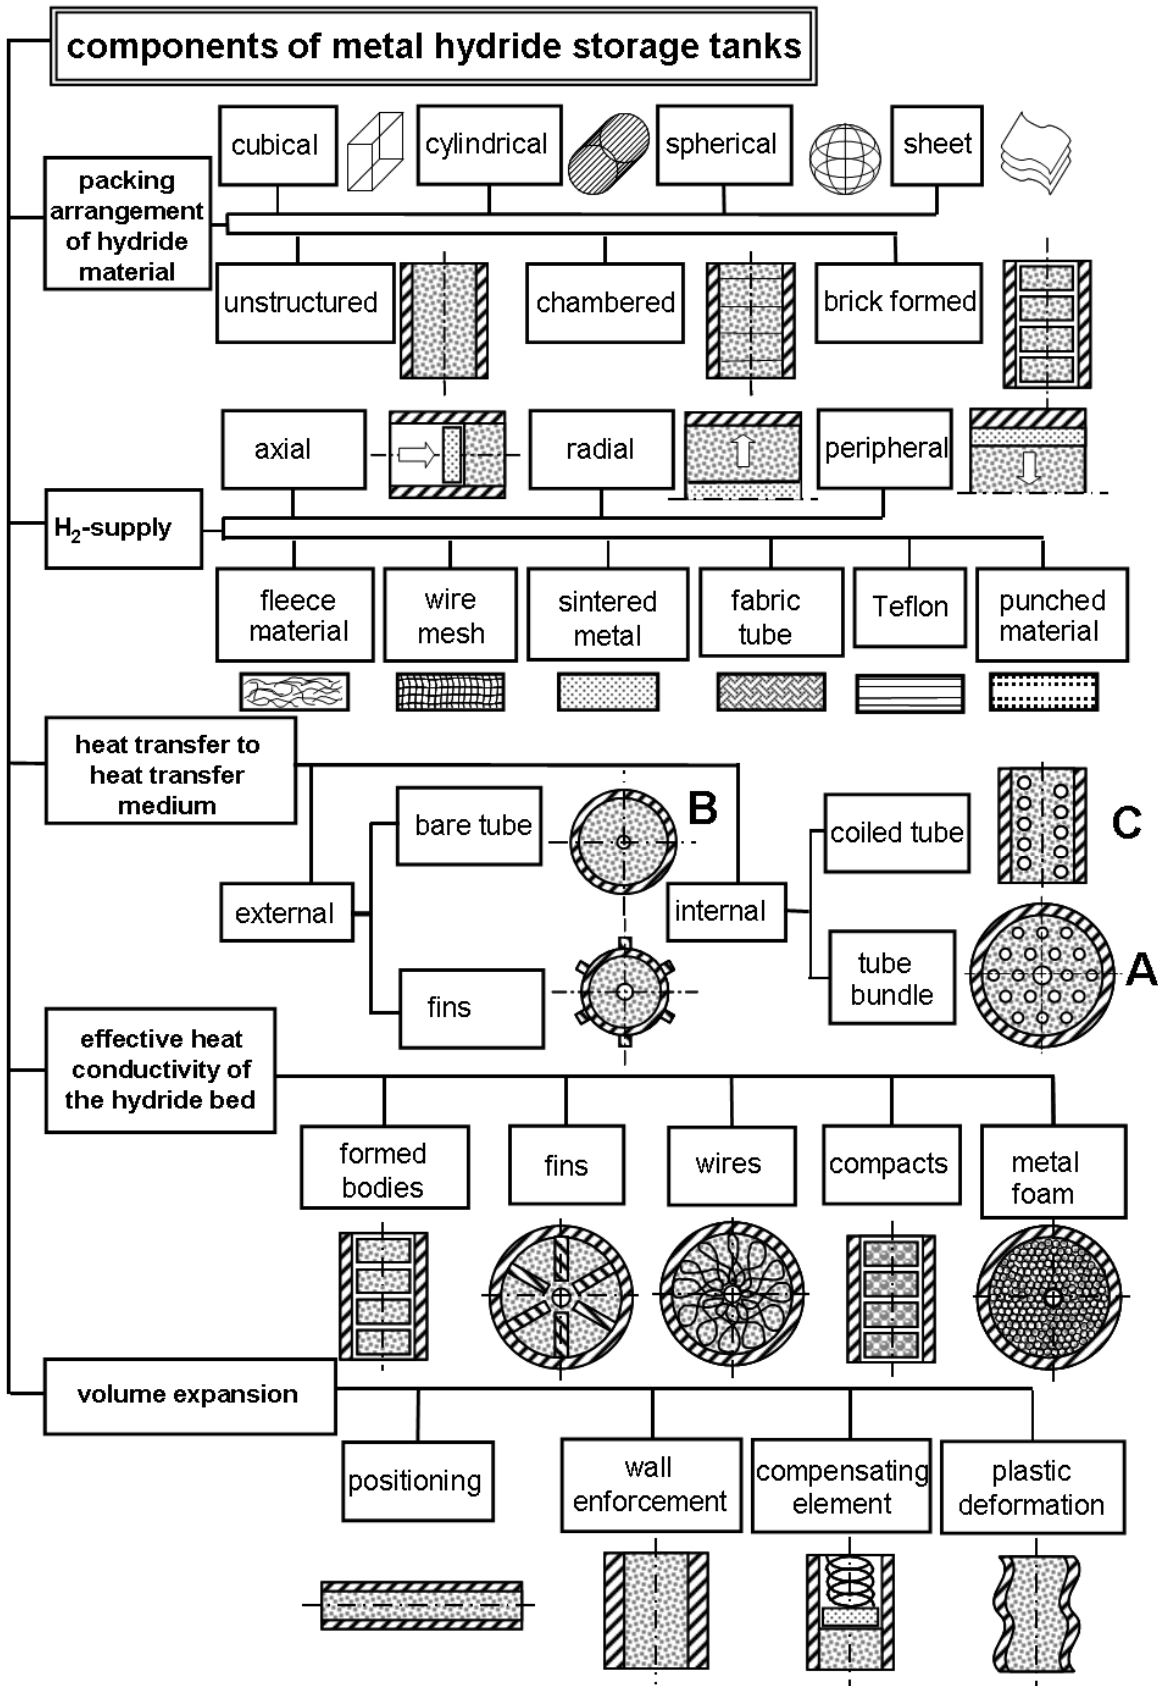 components of metal hydride storage tanks
cubical
cylindrical
spherical
sheet
packing
arrangement
of hydride
material
unstructured
chambered
brick formed
axial
radial
peripheral
H₂-supply
fleece
material
wire
mesh
sintered
metal
fabric
tube
Teflon
punched
material
heat transfer to
heat transfer
medium
bare tube
B
coiled tube
C
external
internal
fins
tube
bundle
A
effective heat
conductivity of
the hydride bed
formed
bodies
fins
wires
compacts
metal
foam
volume expansion
positioning
wall
enforcement
compensating
element
plastic
deformation